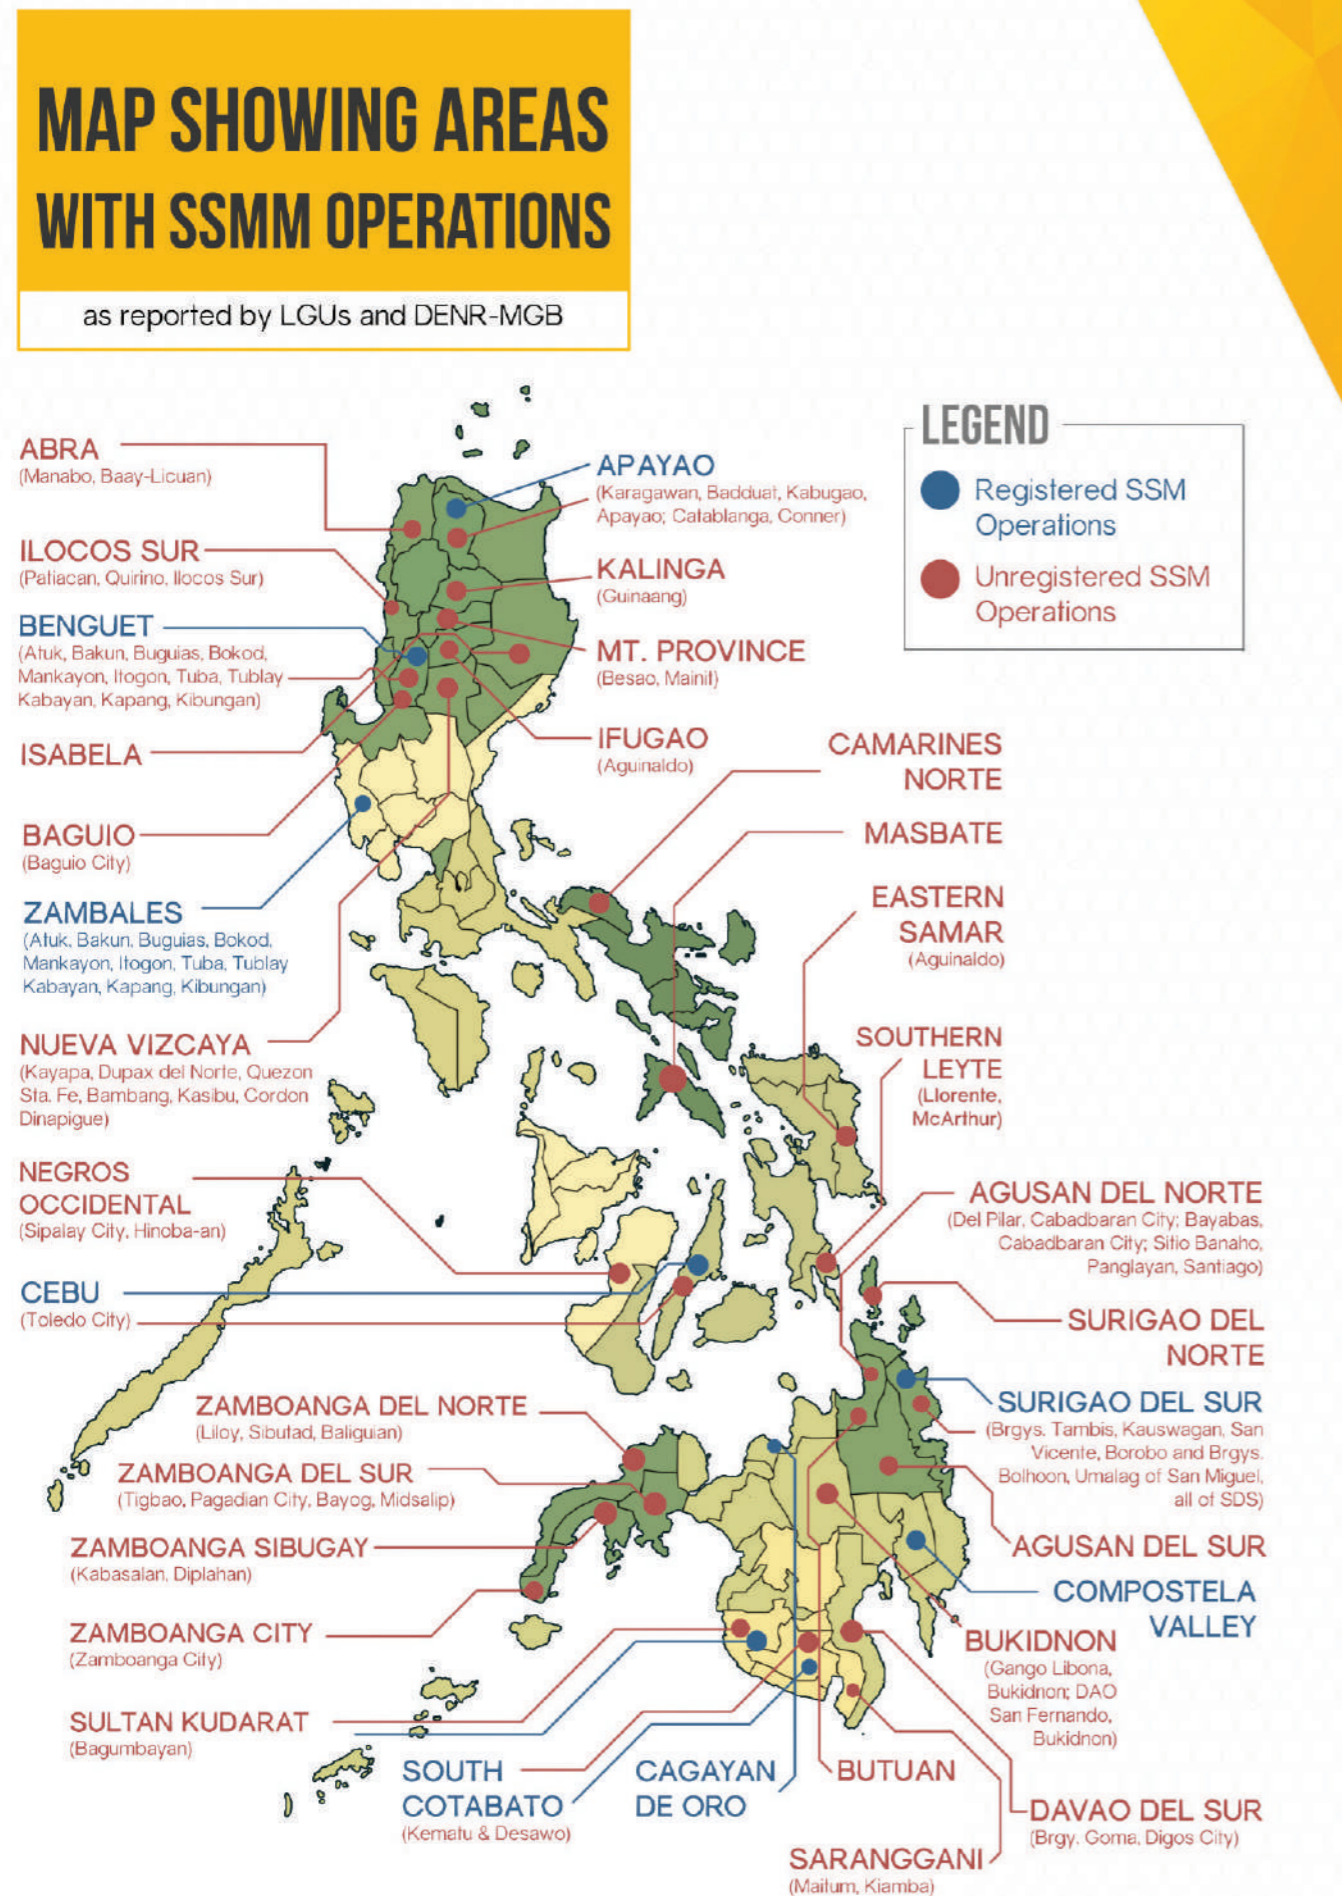 MAP SHOWING AREAS
WITH SSMM OPERATIONS
as reported by LGUs and DENR-MGB
LEGEND
Registered SSM
Operations
Unregistered SSM
Operations
ABRA
(Manabo, Baay-Licuan)
ILOCOS SUR
(Patiacan, Quirino, Ilocos Sur)
BENGUET
(Atuk, Bakun, Buguias, Bokod,
Mankayon, Itogon, Tuba, Tublay
Kabayan, Kapang, Kibungan)
ISABELA
BAGUIO
(Baguio City)
ZAMBALES
(Atuk, Bakun, Buguias, Bokod,
Mankayon, Itogon, Tuba, Tublay
Kabayan, Kapang, Kibungan)
NUEVA VIZCAYA
(Kayapa, Dupax del Norte, Quezon
Sta. Fe, Bambang, Kasibu, Cordon
Dinapigue)
NEGROS
OCCIDENTAL
(Sipalay City, Hinoba-an)
CEBU
(Toledo City)
ZAMBOANGA DEL NORTE
(Liloy, Sibutad, Baliguian)
ZAMBOANGA DEL SUR
(Tigbao, Pagadian City, Bayog, Midsalip)
ZAMBOANGA SIBUGAY
(Kabasalan, Diplahan)
ZAMBOANGA CITY
(Zamboanga City)
SULTAN KUDARAT
(Bagumbayan)
SOUTH
COTABATO
(Kematu & Desawo)
CAGAYAN
DE ORO
BUTUAN
SARANGGANI
(Maitum, Kiamba)
APAYAO
(Karagawan, Badduat, Kabugao,
Apayao; Catablanga, Conner)
KALINGA
(Guinaang)
MT. PROVINCE
(Besao, Mainit)
IFUGAO
(Aguinaldo)
CAMARINES
NORTE
MASBATE
EASTERN
SAMAR
(Aguinaldo)
SOUTHERN
LEYTE
(Llorente,
McArthur)
AGUSAN DEL NORTE
(Del Pilar, Cabadbaran City; Bayabas,
Cabadbaran City; Sitio Banaho,
Panglayan, Santiago)
SURIGAO DEL
NORTE
SURIGAO DEL SUR
(Brgys. Tambis, Kauswagan, San
Vicente, Borobo and Brgys.
Bolhoon, Umalag of San Miguel,
all of SDS)
AGUSAN DEL SUR
COMPOSTELA
VALLEY
BUKIDNON
(Gango Libona,
Bukidnon; DAO
San Fernando,
Bukidnon)
DAVAO DEL SUR
(Brgy. Goma, Digos City)